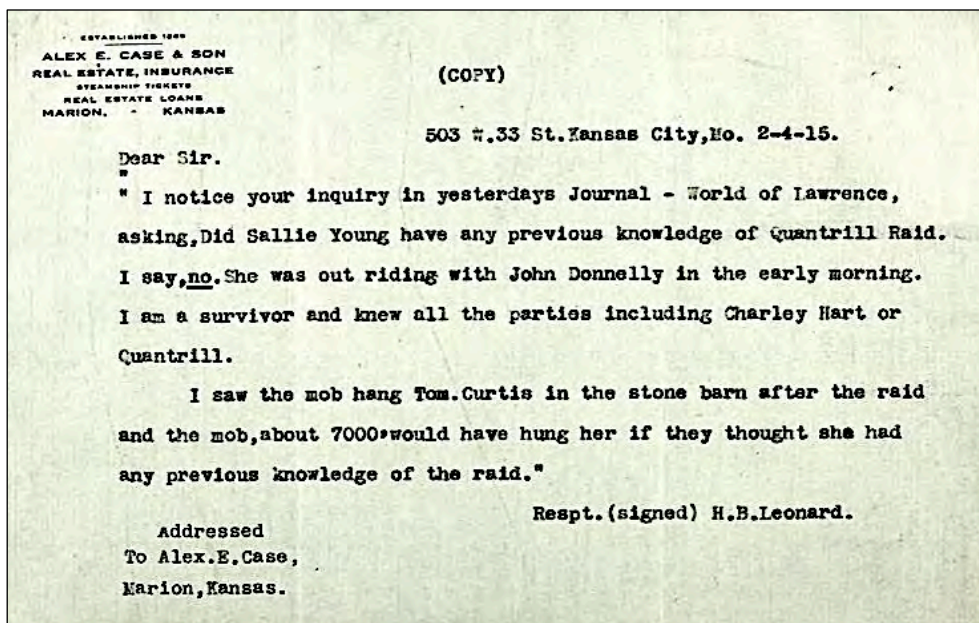 ESTABLISHED
ALEX E. CASE & SON
REAL ESTATE, INSURANCE
STEAMSHIP TICKETS
REAL ESTATE LOANS
MARION, - KANSAS
(COPY)
503 W.33 St.Kansas City,Mo. 2-4-15.
Dear Sir.
"
" I notice your inquiry in yesterdays Journal - World of Lawrence,
asking,Did Sallie Young have any previous knowledge of Quantrill Raid.
I say,no.She was out riding with John Donnelly in the early morning.
I am a survivor and knew all the parties including Charley Hart or
Quantrill.
I saw the mob hang Tom.Curtis in the stone barn after the raid
and the mob,about 7000,would have hung her if they thought she had
any previous knowledge of the raid."
Respt.(signed) H.B.Leonard.
Addressed
To Alex.E.Case,
Marion,Kansas.